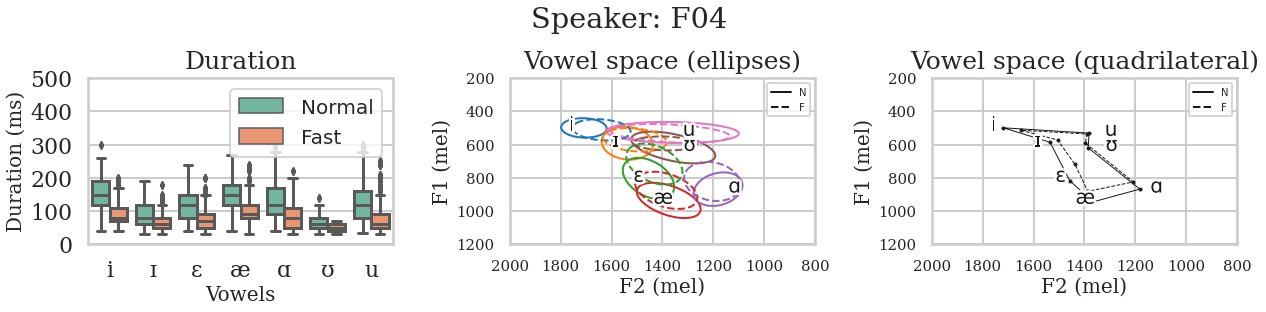 Speaker: F04
Duration
Duration (ms)
500
400
300
200
100
0
Normal
Fast
i ɪ ɛ æ ɑ ʊ u
Vowels
Vowel space (ellipses)
F1 (mel)
200
400
600
800
1000
1200
N
F
i
u
ʊ
ɪ
ɛ
ɑ
æ
2000 1800 1600 1400 1200 1000 800
F2 (mel)
Vowel space (quadrilateral)
F1 (mel)
200
400
600
800
1000
1200
N
F
i
u
ʊ
ɪ
ɛ
ɑ
æ
2000 1800 1600 1400 1200 1000 800
F2 (mel)